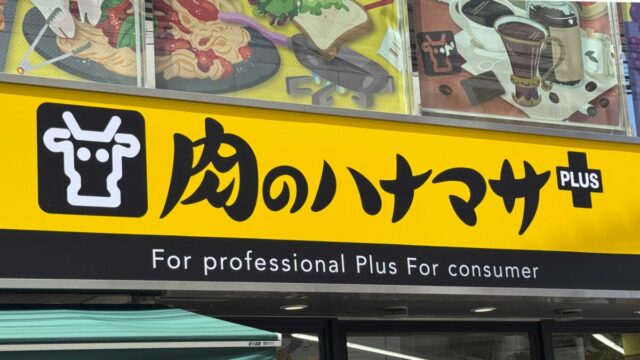 肉のハナマサ PLUS
For professional Plus For consumer